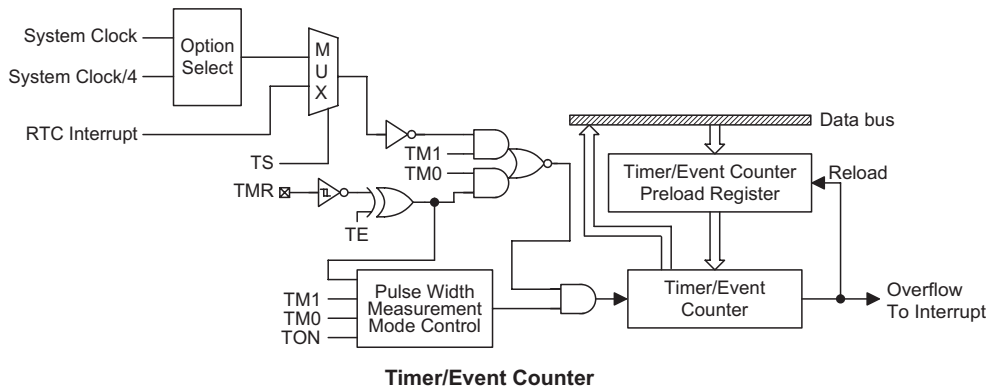 System Clock
System Clock/4
Option
Select
M
U
X
RTC Interrupt
TS
TM1
TM0
TMR
TE
Data bus
Timer/Event Counter
Preload Register
Reload
TM1
TM0
TON
Pulse Width
Measurement
Mode Control
Timer/Event
Counter
Overflow
To Interrupt
Timer/Event Counter